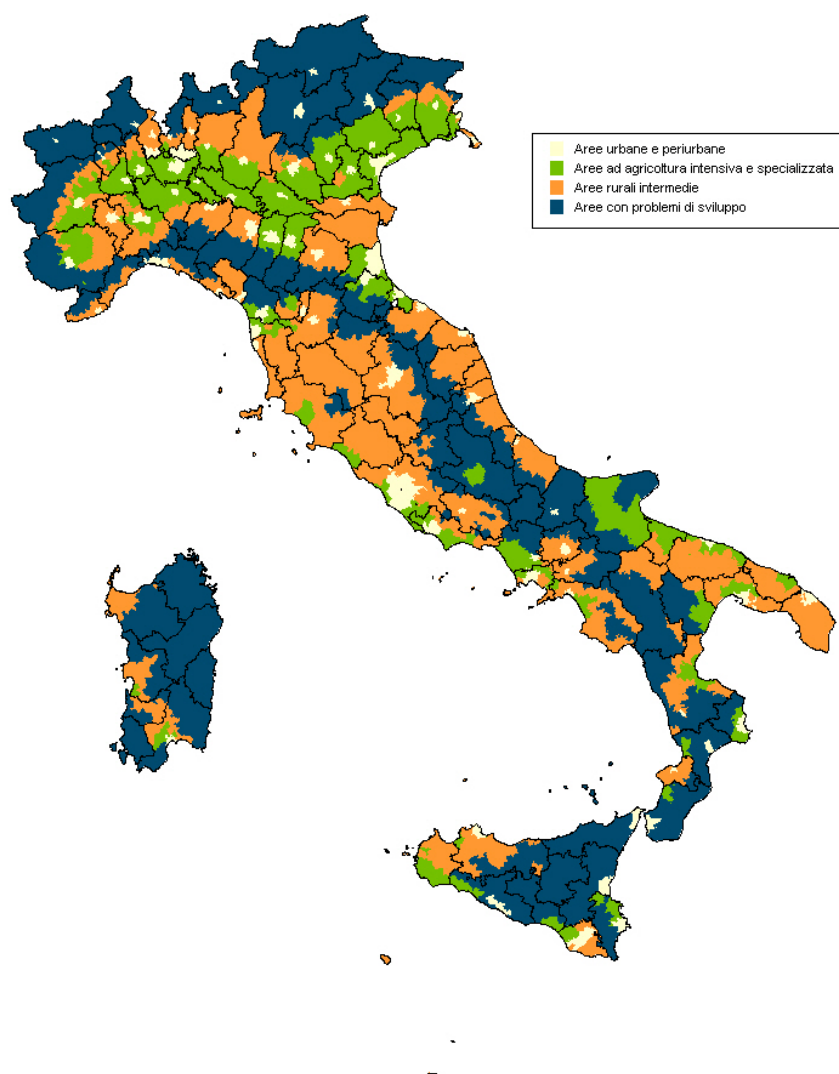 Aree urbane e periurbane
Aree ad agricoltura intensiva e specializzata
Aree rurali intermedie
Aree con problemi di sviluppo